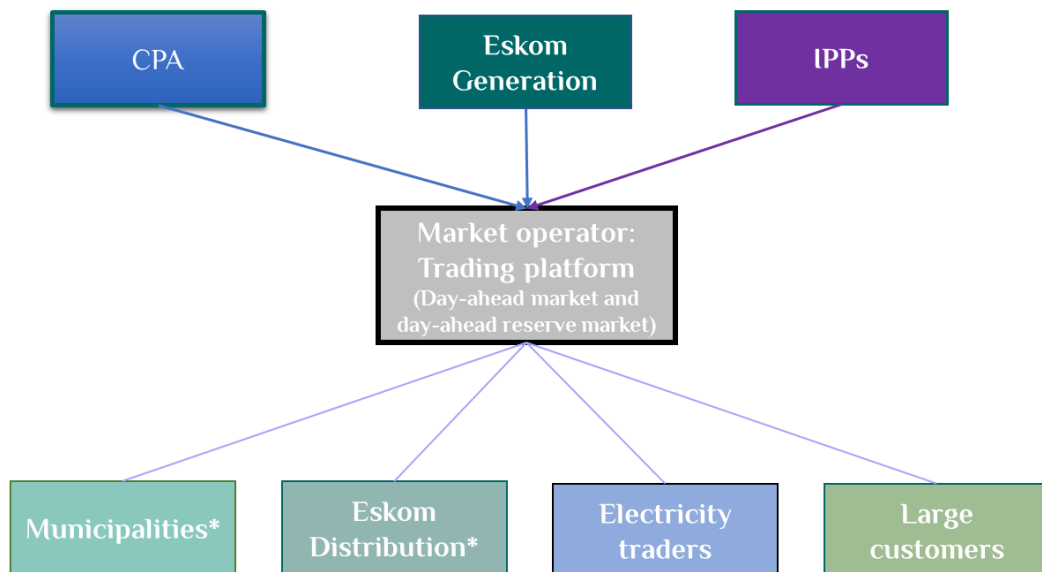 CPA
Eskom
Generation
IPPs
Market operator:
Trading platform
(Day-ahead market and
day-ahead reserve market)
Municipalities*
Eskom
Distribution*
Electricity
traders
Large
customers